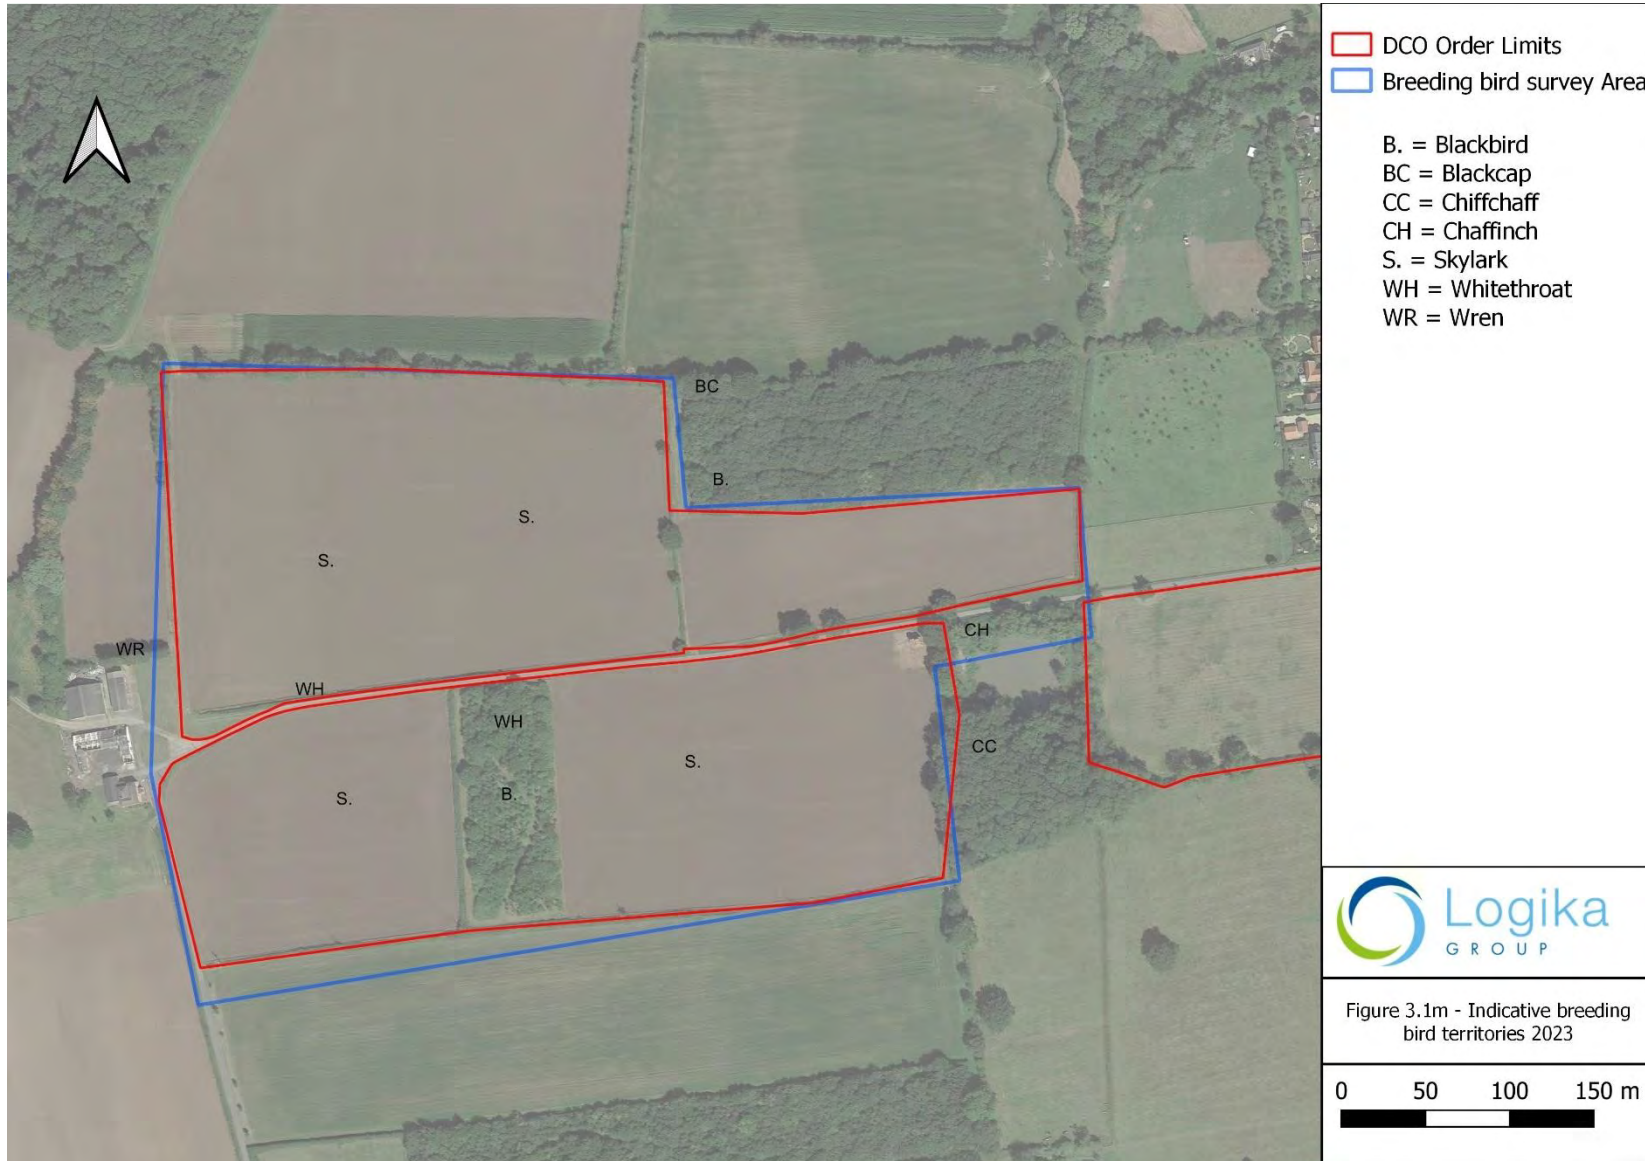 DCO Order Limits
Breeding bird survey Area
B. = Blackbird
BC = Blackcap
CC = Chiffchaff
CH = Chaffinch
S. = Skylark
WH = Whitethroat
WR = Wren
BC
B.
S.
S.
CH
WR
WH
WH
CC
S.
B.
S.
Logika
GROUP
Figure 3.1m - Indicative breeding
bird territories 2023
0 50 100 150 m